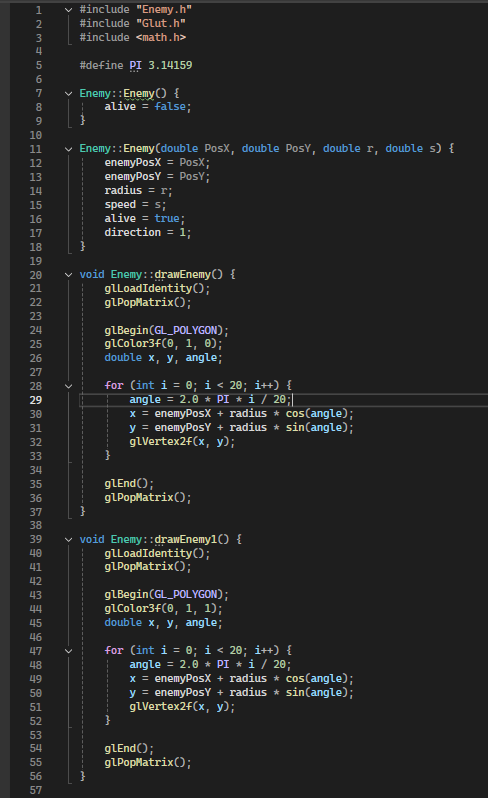 1 #include "Enemy.h"
2 #include "Glut.h"
3 #include <math.h>
4
5 #define PI 3.14159
6
7 Enemy::Enemy() {
8 alive = false;
9 }
10
11 Enemy::Enemy(double PosX, double PosY, double r, double s) {
12 enemyPosX = PosX;
13 enemyPosY = PosY;
14 radius = r;
15 speed = s;
16 alive = true;
17 direction = 1;
18 }
19
20 void Enemy::drawEnemy() {
21 glLoadIdentity();
22 glPopMatrix();
23
24 glBegin(GL_POLYGON);
25 glColor3f(0, 1, 0);
26 double x, y, angle;
27
28 for (int i = 0; i < 20; i++) {
29 angle = 2.0 * PI * i / 20;
30 x = enemyPosX + radius * cos(angle);
31 y = enemyPosY + radius * sin(angle);
32 glVertex2f(x, y);
33 }
34
35 glEnd();
36 glPopMatrix();
37 }
38
39 void Enemy::drawEnemy1() {
40 glLoadIdentity();
41 glPopMatrix();
42
43 glBegin(GL_POLYGON);
44 glColor3f(0, 1, 1);
45 double x, y, angle;
46
47 for (int i = 0; i < 20; i++) {
48 angle = 2.0 * PI * i / 20;
49 x = enemyPosX + radius * cos(angle);
50 y = enemyPosY + radius * sin(angle);
51 glVertex2f(x, y);
52 }
53
54 glEnd();
55 glPopMatrix();
56 }
57